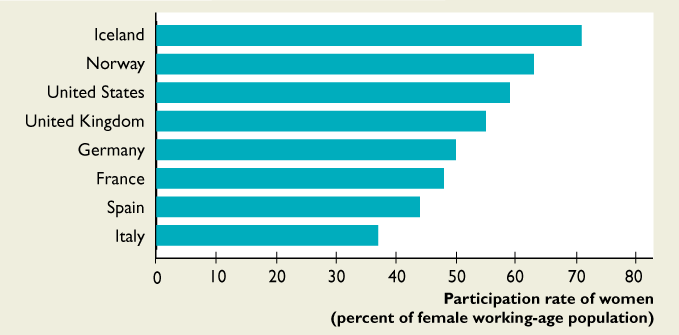 Iceland
Norway
United States
United Kingdom
Germany
France
Spain
Italy
0 10 20 30 40 50 60 70 80
Participation rate of women
(percent of female working-age population)